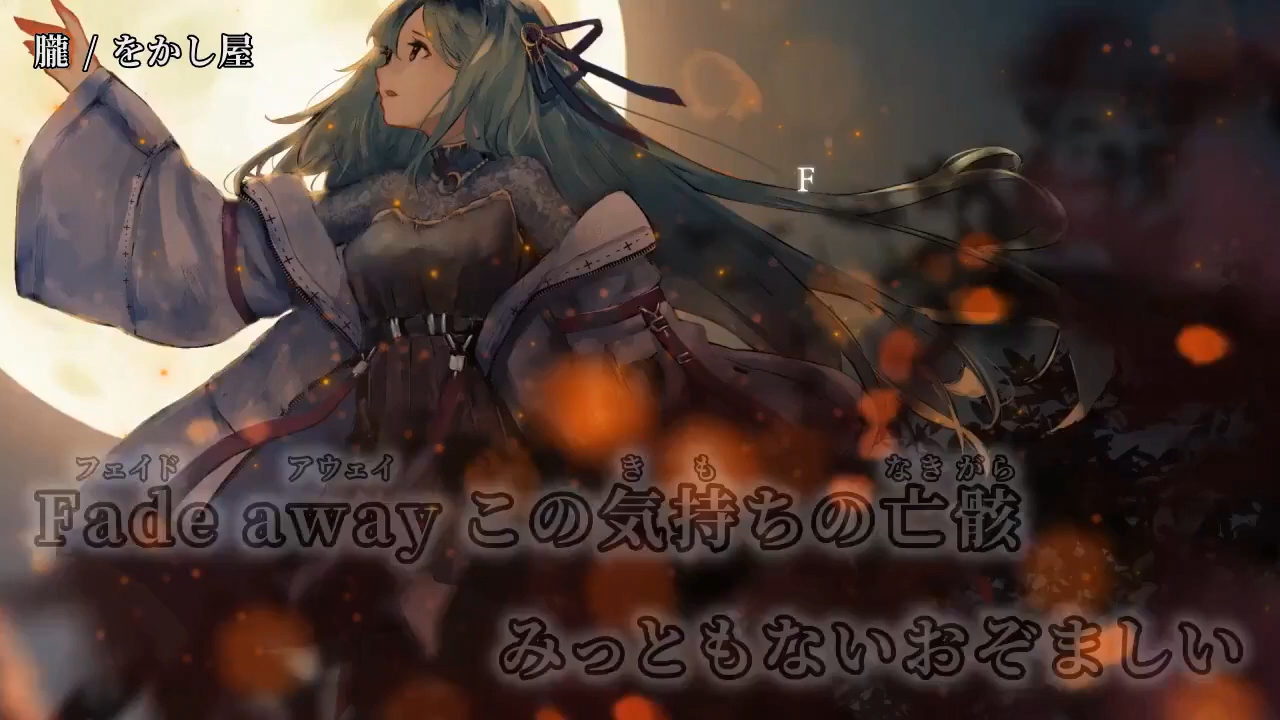 朧 / をかし屋
F
フェイド アウェイ き も なきがら
Fade away この気持ちの亡骸
みっともないおぞましい